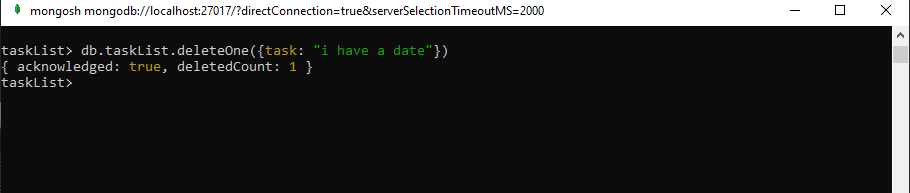 mongosh mongodb://localhost:27017/?directConnection=true&serverSelectionTimeoutMS=2000
taskList> db.taskList.deleteOne({task: "i have a date"})
{ acknowledged: true, deletedCount: 1 }
taskList>